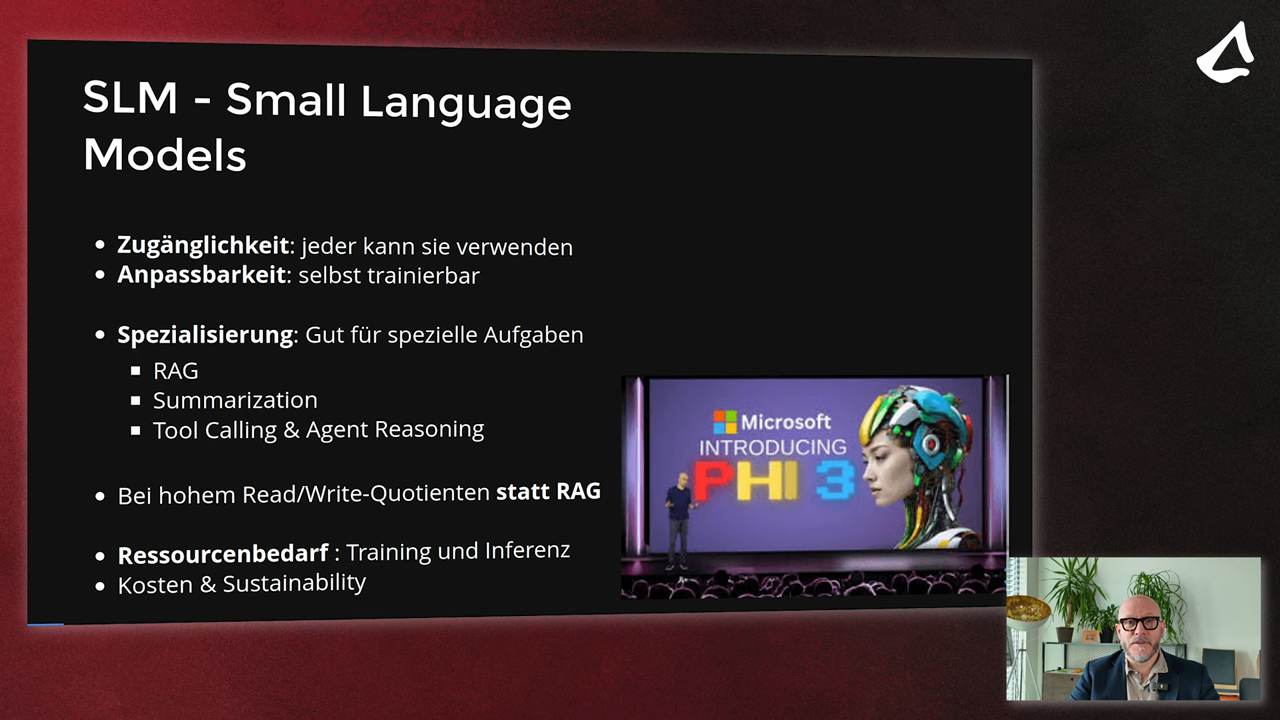 SLM - Small Language
Models
• Zugänglichkeit: jeder kann sie verwenden
• Anpassbarkeit: selbst trainierbar
• Spezialisierung: Gut für spezielle Aufgaben
▪ RAG
▪ Summarization
▪ Tool Calling & Agent Reasoning
• Bei hohem Read/Write-Quotienten statt RAG
• Ressourcenbedarf : Training und Inferenz
• Kosten & Sustainability
Microsoft
INTRODUCING
PHI 3